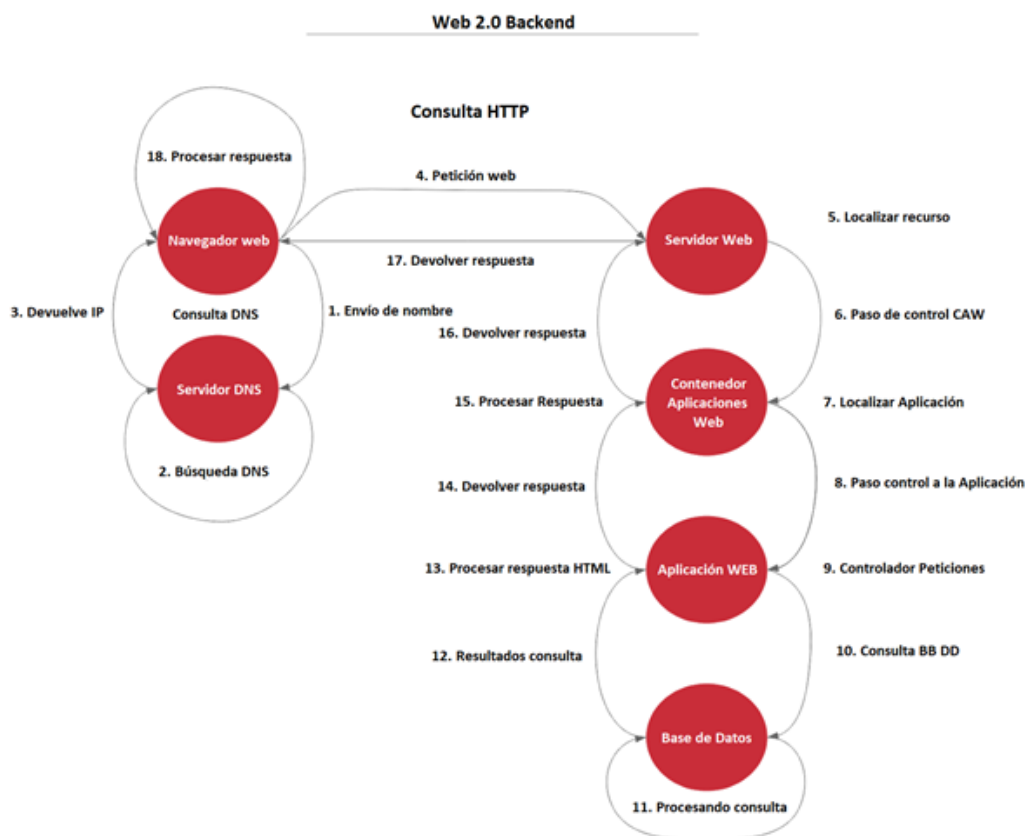 Web 2.0 Backend
Consulta HTTP
18. Procesar respuesta
4. Petición web
Navegador web
Servidor Web
5. Localizar recurso
17. Devolver respuesta
3. Devuelve IP
Consulta DNS
1. Envío de nombre
16. Devolver respuesta
6. Paso de control CAW
Servidor DNS
15. Procesar Respuesta
Contenedor
Aplicaciones
Web
7. Localizar Aplicación
2. Búsqueda DNS
14. Devolver respuesta
8. Paso control a la Aplicación
13. Procesar respuesta HTML
Aplicación WEB
9. Controlador Peticiones
12. Resultados consulta
10. Consulta BB DD
Base de Datos
11. Procesando consulta